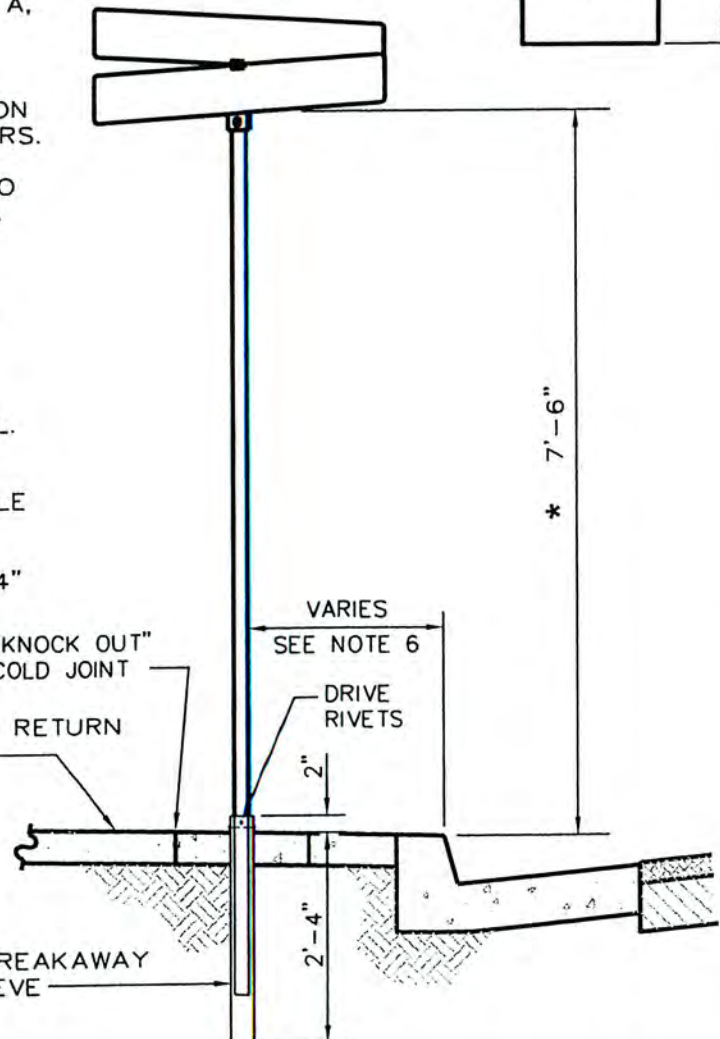 A,
ON
RS.
O
L.
LE
4"
KNOCK OUT"
COLD JOINT
RETURN
REAKAWAY
EVE
VARIES
SEE NOTE 6
DRIVE
RIVETS
2"
2'-4"
* 7'-6"